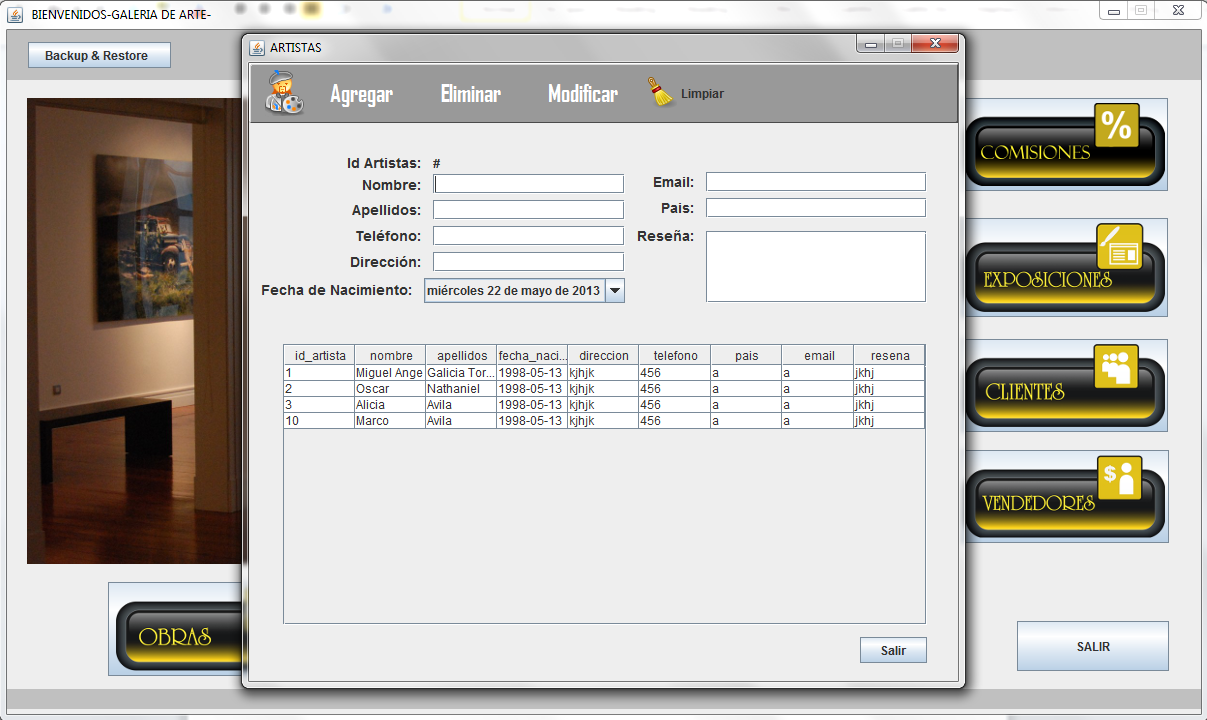 BIENVENIDOS-GALERIA DE ARTE-
Backup & Restore
ARTISTAS
Agregar Eliminar Modificar Limpiar
Id Artistas: #
Nombre:
Apellidos:
Teléfono:
Dirección:
Fecha de Nacimiento: miércoles 22 de mayo de 2013
Email:
Pais:
Reseña:
id_artista nombre apellidos fecha_naci... direccion telefono pais email resena
1 Miguel Ange Galicia Tor... 1998-05-13 kjhjk 456 a a jkhj
2 Oscar Nathaniel 1998-05-13 kjhjk 456 a a jkhj
3 Alicia Avila 1998-05-13 kjhjk 456 a a jkhj
10 Marco Avila 1998-05-13 kjhjk 456 a a jkhj
Salir
%
COMISIONES
EXPOSICIONES
CLIENTES
$
VENDEDORES
OBRAS
SALIR